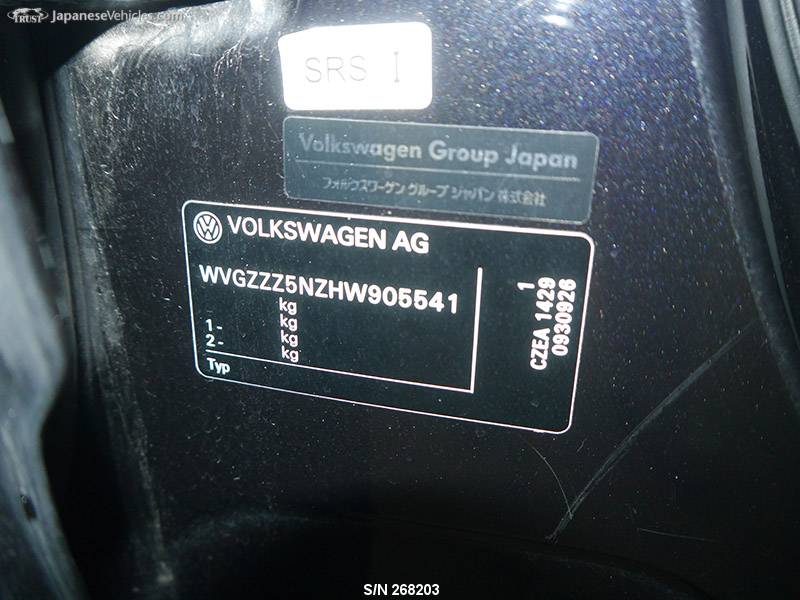 TRUST JapaneseVehicles.com
SRS I
Volkswagen Group Japan
フォルクスワーゲン グループ ジャパン 株式会社
VOLKSWAGEN AG
WVGZZZ5NZHW905541
kg
1- kg
2- kg
kg
Typ
1
CZEA 1429
0930926
S/N 268203